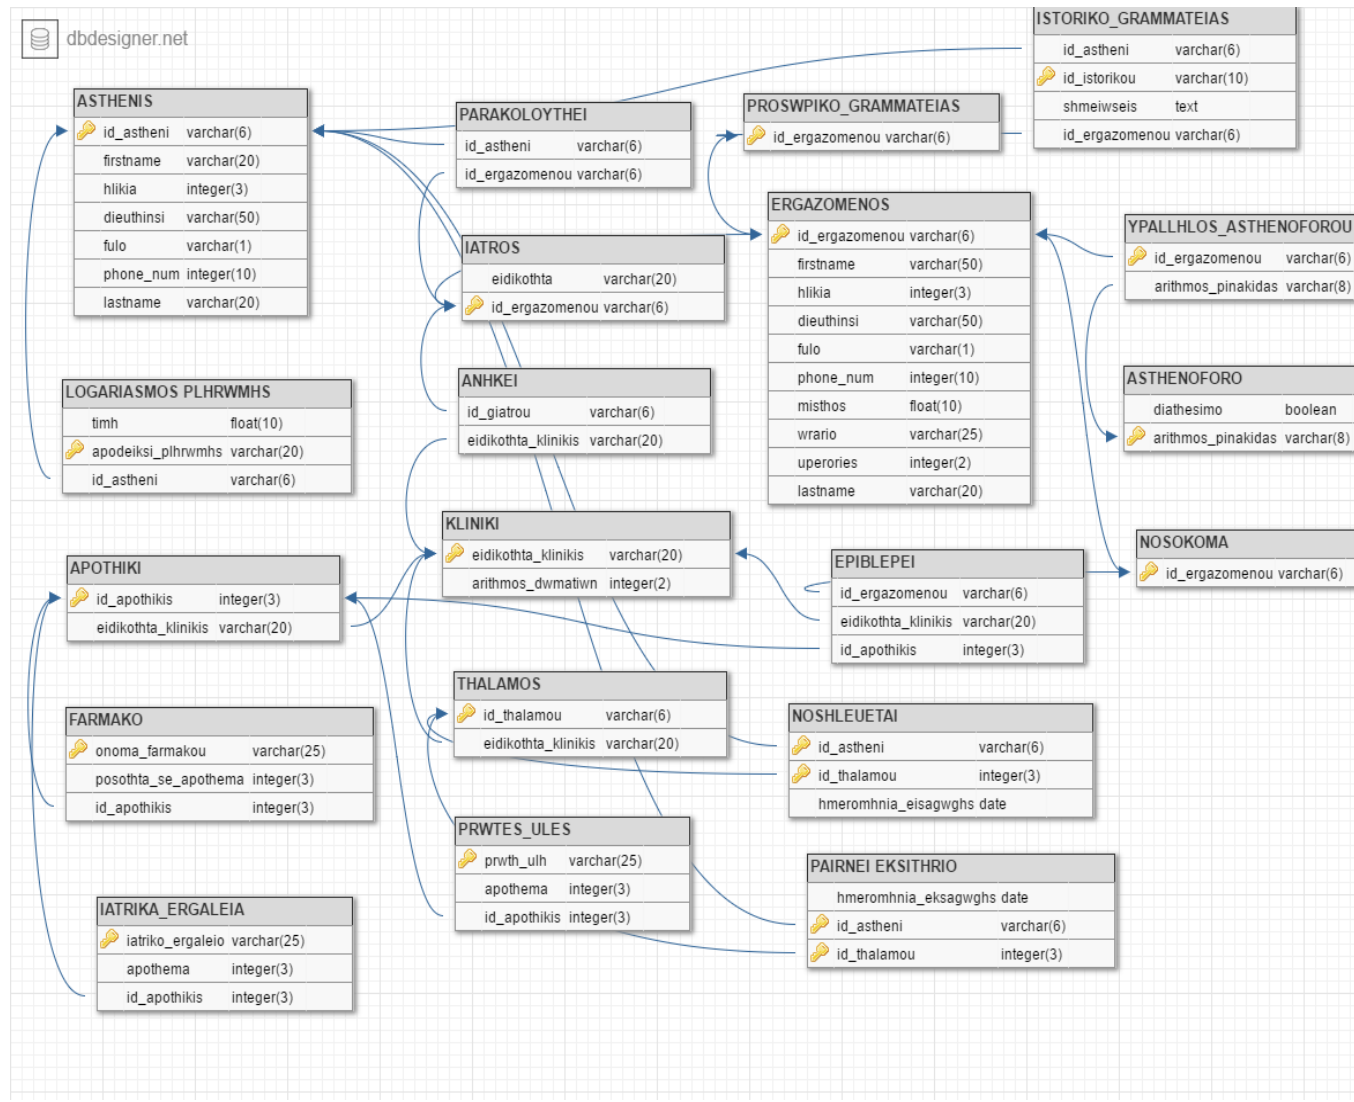 dbdesigner.net
ISTORIKO_GRAMMATEIAS
id_astheni varchar(6)
id_istorikou varchar(10)
shmeiwseis text
id_ergazomenou varchar(6)
ASTHENIS
id_astheni varchar(6)
firstname varchar(20)
hlikia integer(3)
dieuthinsi varchar(50)
fulo varchar(1)
phone_num integer(10)
lastname varchar(20)
PARAKOLOYTHEI
id_astheni varchar(6)
id_ergazomenou varchar(6)
PROSWPIKO_GRAMMATEIAS
id_ergazomenou varchar(6)
ERGAZOMENOS
id_ergazomenou varchar(6)
firstname varchar(50)
hlikia integer(3)
dieuthinsi varchar(50)
fulo varchar(1)
phone_num integer(10)
misthos float(10)
wrario varchar(25)
uperories integer(2)
lastname varchar(20)
YPALLHLOS_ASTHENOFOROU
id_ergazomenou varchar(6)
arithmos_pinakidas varchar(8)
IATROS
eidikothta varchar(20)
id_ergazomenou varchar(6)
ANHKEI
id_giatrou varchar(6)
eidikothta_klinikis varchar(20)
ASTHENOFORO
diathesimo boolean
arithmos_pinakidas varchar(8)
LOGARIASMOS PLHRWMHS
timh float(10)
apodeiksi_plhrwmhs varchar(20)
id_astheni varchar(6)
KLINIKI
eidikothta_klinikis varchar(20)
arithmos_dwmatiwn integer(2)
NOSOKOMA
id_ergazomenou varchar(6)
APOTHIKI
id_apothikis integer(3)
eidikothta_klinikis varchar(20)
EPIBLEPEI
id_ergazomenou varchar(6)
eidikothta_klinikis varchar(20)
id_apothikis integer(3)
THALAMOS
id_thalamou varchar(6)
eidikothta_klinikis varchar(20)
FARMAKO
onoma_farmakou varchar(25)
posothta_se_apothema integer(3)
id_apothikis integer(3)
NOSHLEUETAI
id_astheni varchar(6)
id_thalamou integer(3)
hmeromhnia_eisagwghs date
PRWTES_ULES
prwth_ulh varchar(25)
apothema integer(3)
id_apothikis integer(3)
PAIRNEI EKSITHRIO
hmeromhnia_eksagwghs date
id_astheni varchar(6)
id_thalamou integer(3)
IATRIKA_ERGALEIA
iatriko_ergaleio varchar(25)
apothema integer(3)
id_apothikis integer(3)